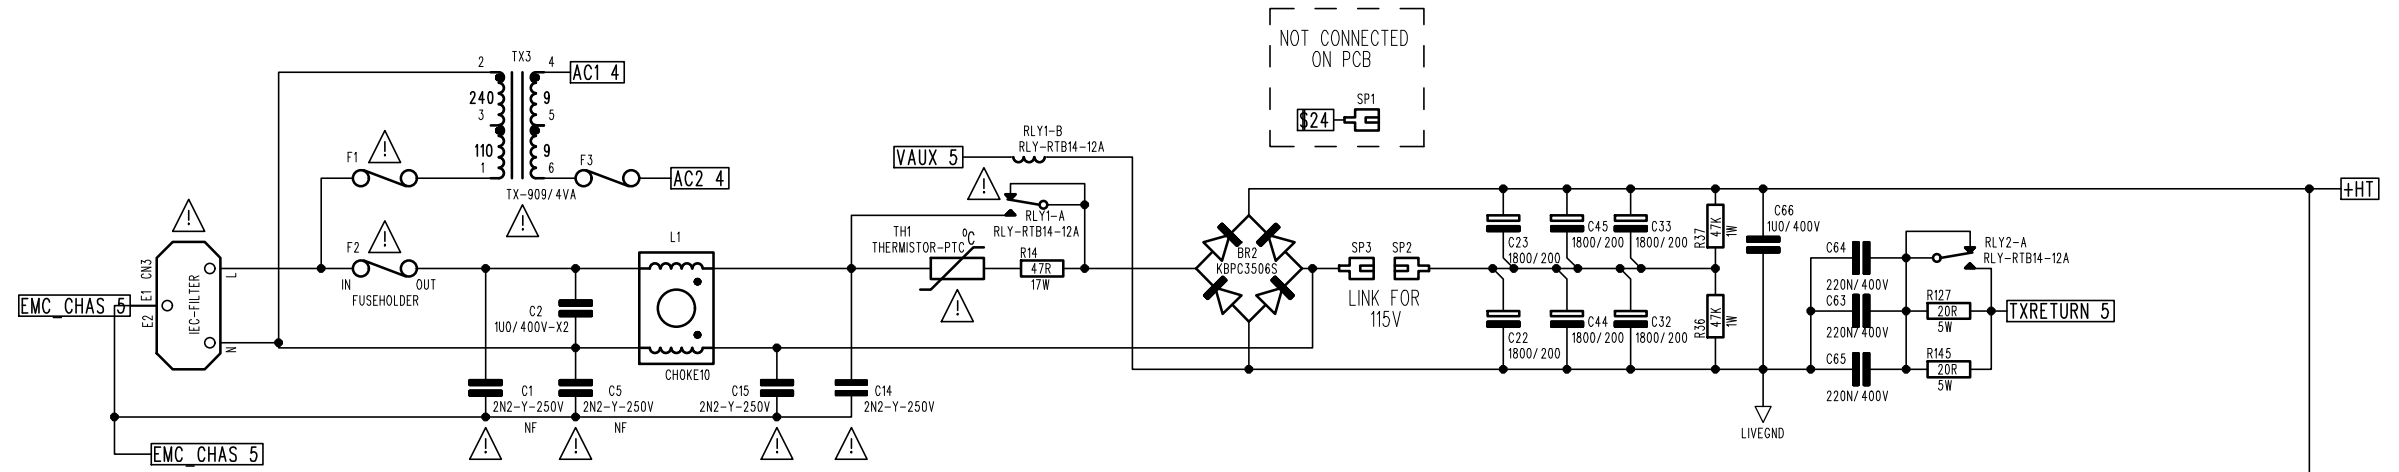 NOT CONNECTED
ON PCB
SP1
S24
TX3
2
4
AC1 4
240
9
3
5
110
9
1
6
F1
F3
AC2 4
TX-909/4VA
RLY1-B
RLY-RTB14-12A
VAUX 5
RLY1-A
RLY-RTB14-12A
TH1
THERMISTOR-PTC
°C
R14
47R
17W
F2
IN
OUT
FUSEHOLDER
L1
CHOKE10
CN3
E1
E2
IEC-FILTER
L
N
EMC_CHAS 5
C2
1U0/400V-X2
C1
2N2-Y-250V
NF
C5
2N2-Y-250V
NF
C15
2N2-Y-250V
C14
2N2-Y-250V
EMC_CHAS 5
BR2
KBPC3506S
SP3
SP2
LINK FOR
115V
C23
1800/200
C45
1800/200
C33
1800/200
R37
47K
1W
C66
1U0/400V
C22
1800/200
C44
1800/200
C32
1800/200
R36
47K
1W
LIVEGND
+HT
C64
220N/400V
C63
220N/400V
C65
220N/400V
RLY2-A
RLY-RTB14-12A
R127
20R
5W
R145
20R
5W
TXRETURN 5